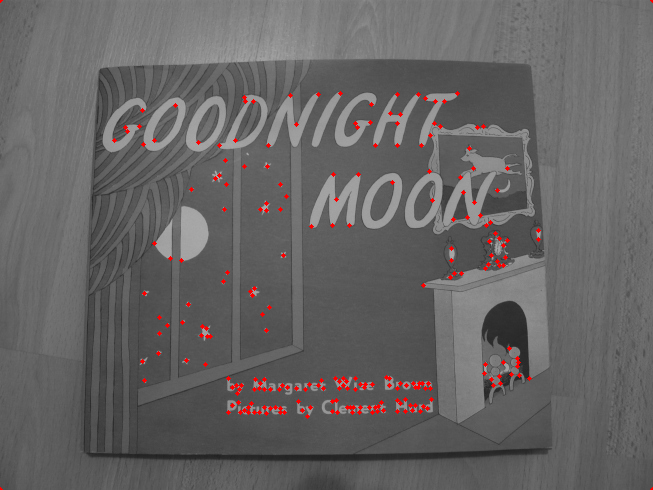 GOODNIGHT
MOON
by Margaret Wise Brown
Pictures by Clement Hurd